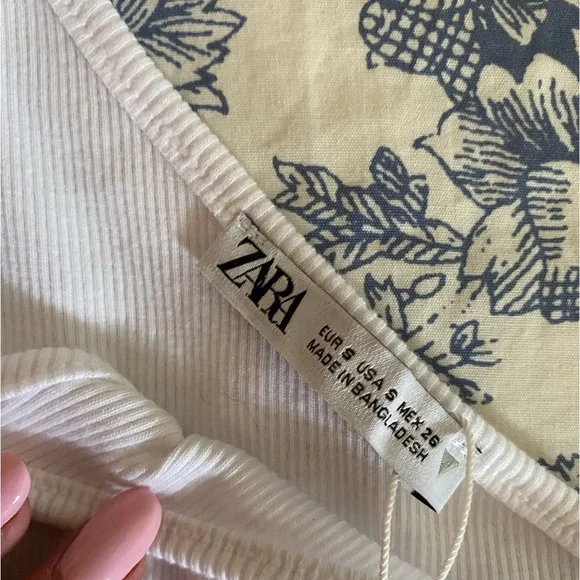 ZARA
EUR S USA S MEX 26
MADE IN BANGLADESH